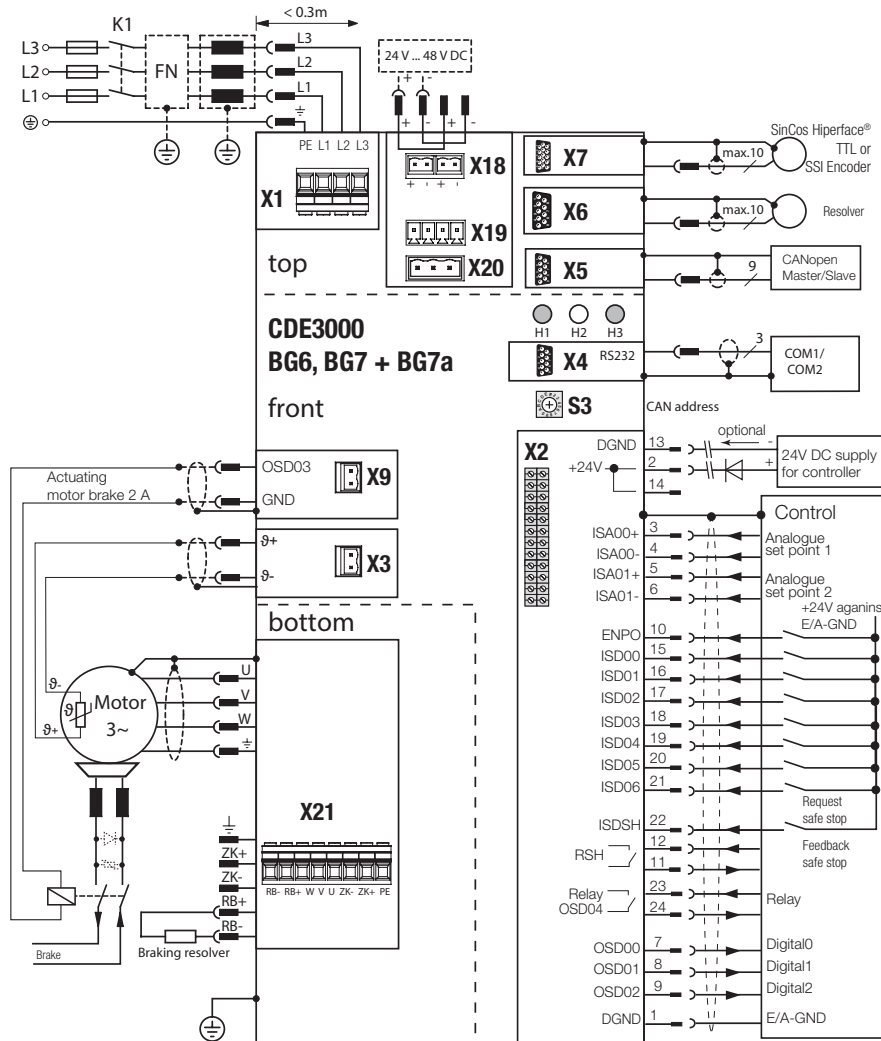 < 0.3m
K1
L3
L3
L2
FN
L2
L1
L1
24 V ... 48 V DC
+ -
+ - + -
PE L1 L2 L3
X1
X18
+ - + -
X19
X20
top
X7
max.10
SinCos Hiperface®
TTL or
SSI Encoder
X6
max.10
Resolver
X5
9
CANopen
Master/Slave
CDE3000
BG6, BG7 + BG7a
front
H1 H2 H3
X4 RS232
3
COM1/
COM2
S3
CAN address
X2
DGND 13
+24V 2
14
optional
-
+
24V DC supply
for controller
Actuating
motor brake 2 A
OSD03
GND
X9
ϑ+
ϑ-
X3
bottom
Control
ISA00+ 3
ISA00- 4
Analogue
set point 1
ISA01+ 5
ISA01- 6
Analogue
set point 2
+24V aganins
E/A-GND
ENPO 10
ISD00 15
ISD01 16
ISD02 17
ISD03 18
ISD04 19
ISD05 20
ISD06 21
Request
safe stop
ISDSH 22
RSH 12
11
Feedback
safe stop
Relay 23
OSD04 24
Relay
OSD00 7 Digital0
OSD01 8 Digital1
OSD02 9 Digital2
DGND 1 E/A-GND
ϑ-
ϑ
ϑ+
Motor
3~
U
V
W
X21
ZK+
ZK-
RB+
RB-
RB- RB+ W V U ZK- ZK+ PE
Braking resolver
Brake